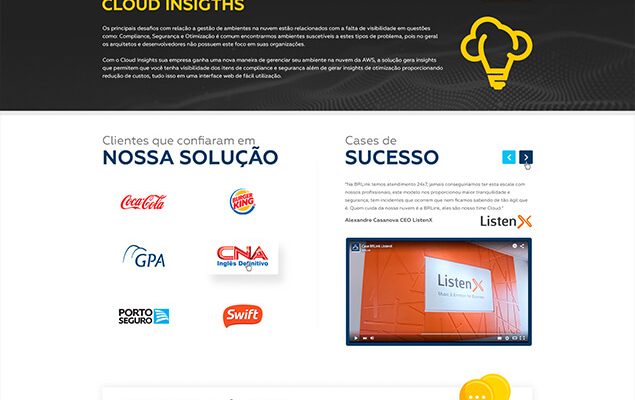 CLOUD INSIGTHS
Os principais desafios com relação a gestão de ambientes na nuvem estão relacionados com a falta de visibilidade em questões
como: Compliance, Segurança e Otimização é comum encontrarmos ambientes suscetíveis a estes tipos de problema, pois no geral
os arquitetos e desenvolvedores não possuem este foco em suas organizações.
Com o Cloud Insights sua empresa ganha uma nova maneira de gerenciar seu ambiente na nuvem da AWS, a solução gera insights
que permitem que você tenha visibilidade dos itens de compliance e segurança além de gerar insights de otimização proporcionando
redução de custos, tudo isso em uma interface web de fácil utilização.
Clientes que confiaram em
NOSSA SOLUÇÃO
Coca-Cola
BURGER
KING
GPA
CNA
Inglês Definitivo
PORTO
SEGURO
Swift
Cases de
SUCESSO
"Na BRLink temos atendimento 24x7, jamais conseguiríamos ter esta escala com
nossos profissionais, este modelo nos proporciona maior tranquilidade e
segurança, tem incidentes que ocorrem que nem ficamos sabendo de tão ágil que
é. Quem cuida da nossa nuvem é a BRLink, eles são nosso time Cloud."
Alexandre Casanova CEO ListenX
ListenX
Case BRLink
ListenX